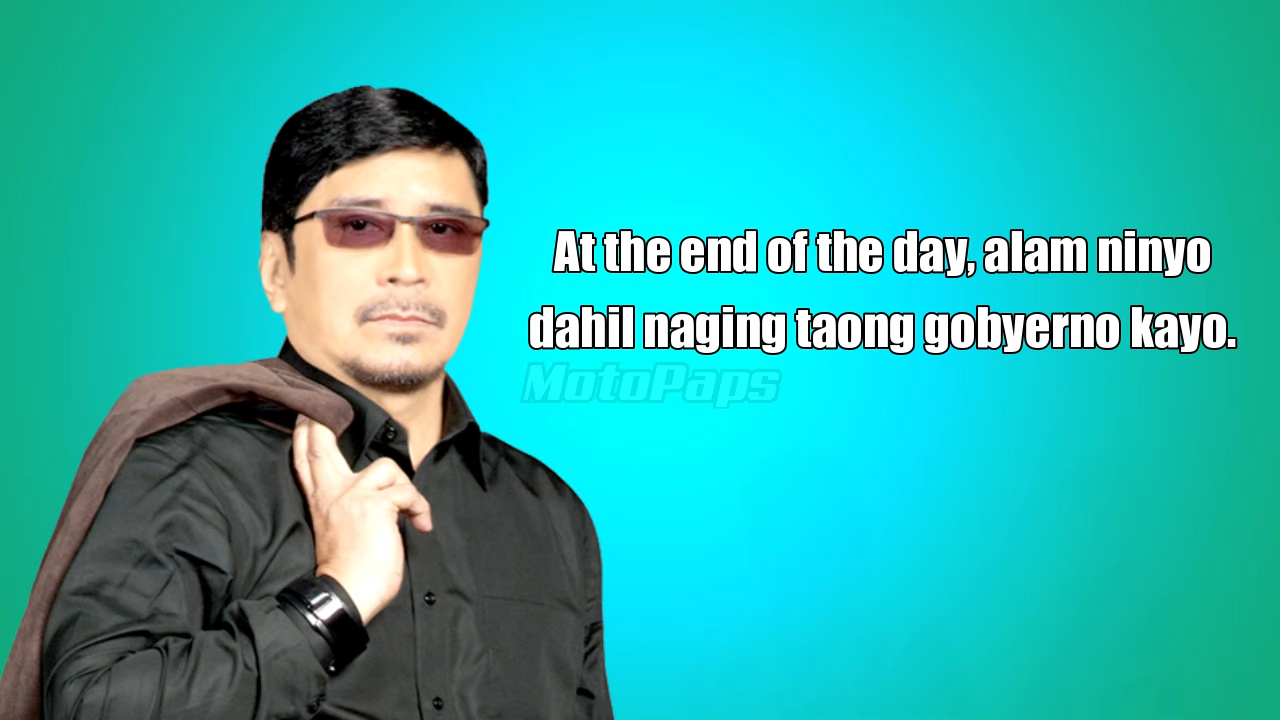 At the end of the day, alam ninyo
dahil naging taong gobyerno kayo.
MotoPaps